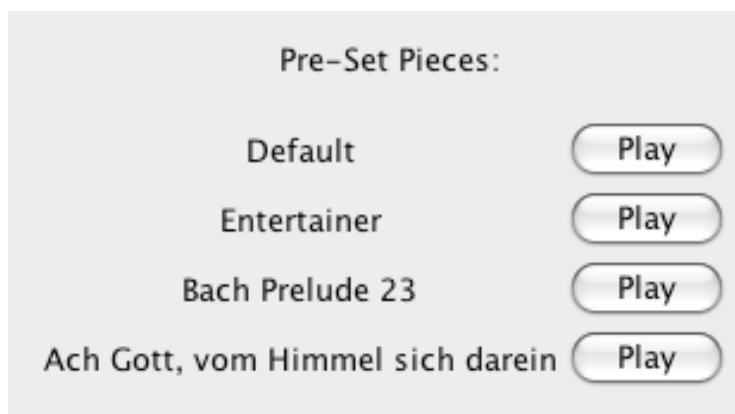 Pre-Set Pieces:
Default Play
Entertainer Play
Bach Prelude 23 Play
Ach Gott, vom Himmel sich darein Play